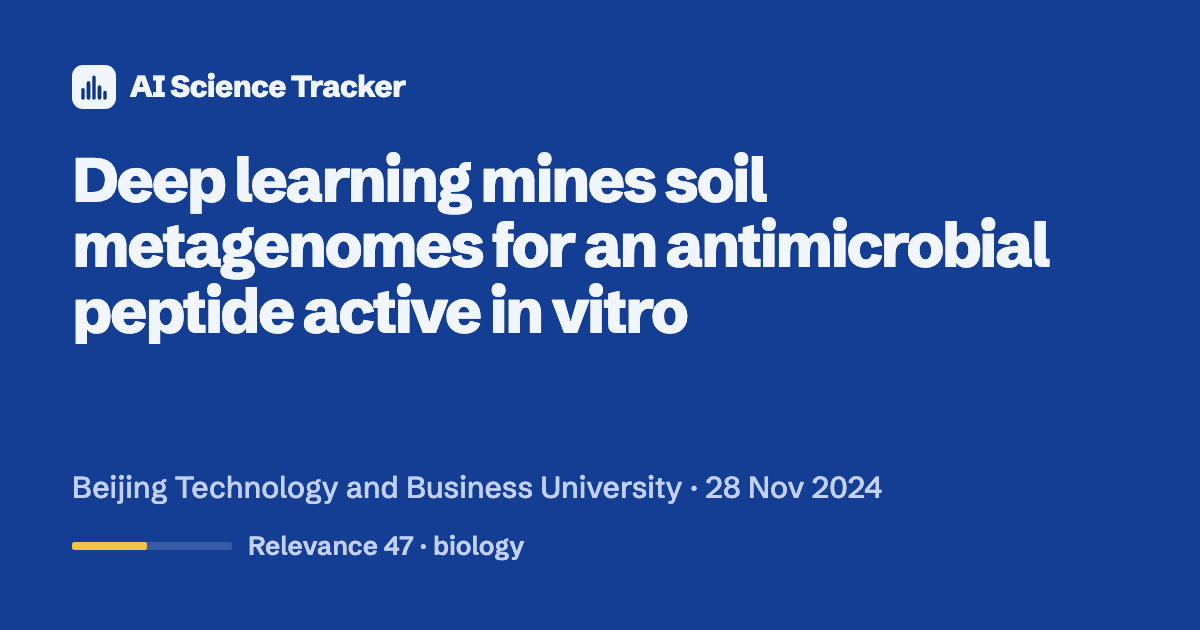 AI Science Tracker
Deep learning mines soil
metagenomes for an antimicrobial
peptide active in vitro
Beijing Technology and Business University · 28 Nov 2024
Relevance 47 · biology